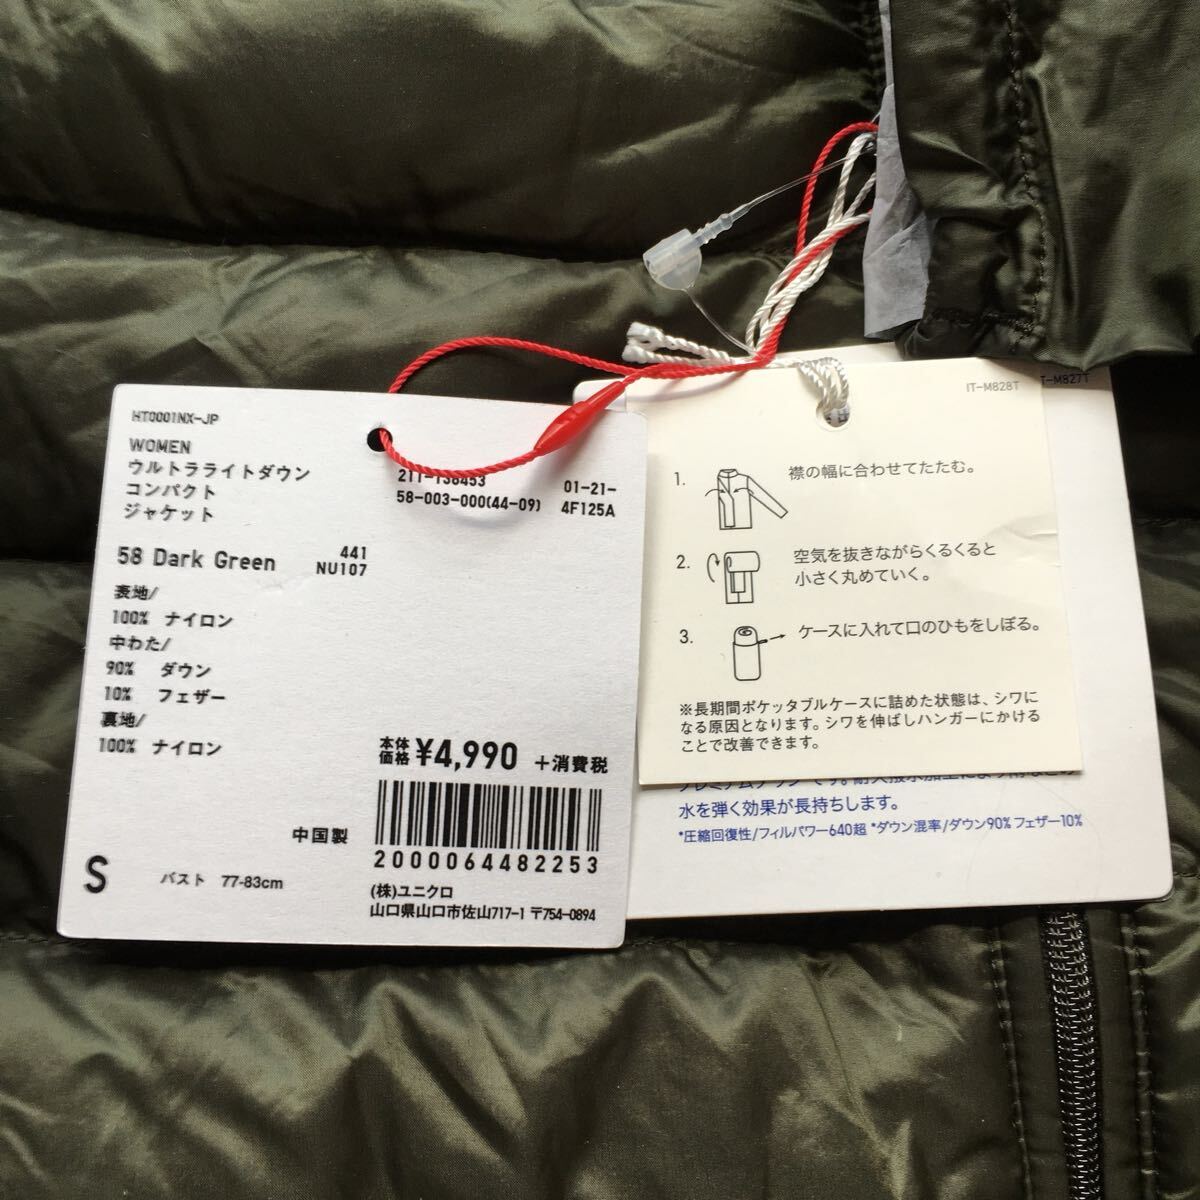 HT0001NX-JP
WOMEN
ウルトラライトダウン
コンパクト
ジャケット
58-003-000(44-09)
01-21-
4F125A
58 Dark Green
441
NU107
表地/
100% ナイロン
中わた/
90% ダウン
10% フェザー
裏地/
100% ナイロン
本体
価格 ¥4,990 +消費税
中国製
2000064482253
S
バスト 77-83cm
(株)ユニクロ
山口県山口市佐山717-1 〒754-0894
IT-M828T
T-M827T
1. 襟の幅に合わせてたたむ。
2. 空気を抜きながらくるくると
小さく丸めていく。
3. ケースに入れて口のひもをしぼる。
※長期間ポケッタブルケースに詰めた状態は、シワに
なる原因となります。シワを伸ばしハンガーにかける
ことで改善できます。
水を弾く効果が長持ちします。
*圧縮回復性/フィルパワー640超 *ダウン混率/ダウン90% フェザー10%